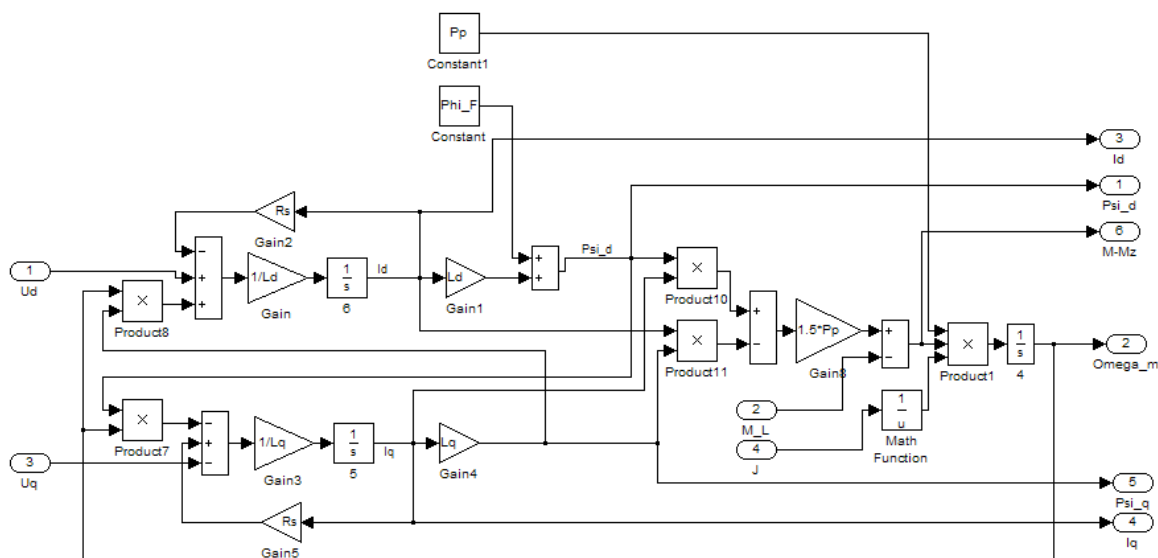 Pp
Constant1
Phi_F
Constant
3
Id
Rs
Gain2
1
Psi_d
6
M-Mz
1
Ud
−
+
+
1/Ld
Gain
1
s
6
Id
Ld
Gain1
+
+
Psi_d
×
Product10
×
Product8
+
−
1.5*Pp
Gain8
+
−
×
Product1
1
s
4
2
Omega_m
×
Product11
×
Product7
−
+
−
1/Lq
Gain3
1
s
5
Iq
Lq
Gain4
2
M_L
4
J
1
u
Math
Function
3
Uq
Rs
Gain5
5
Psi_q
4
Iq